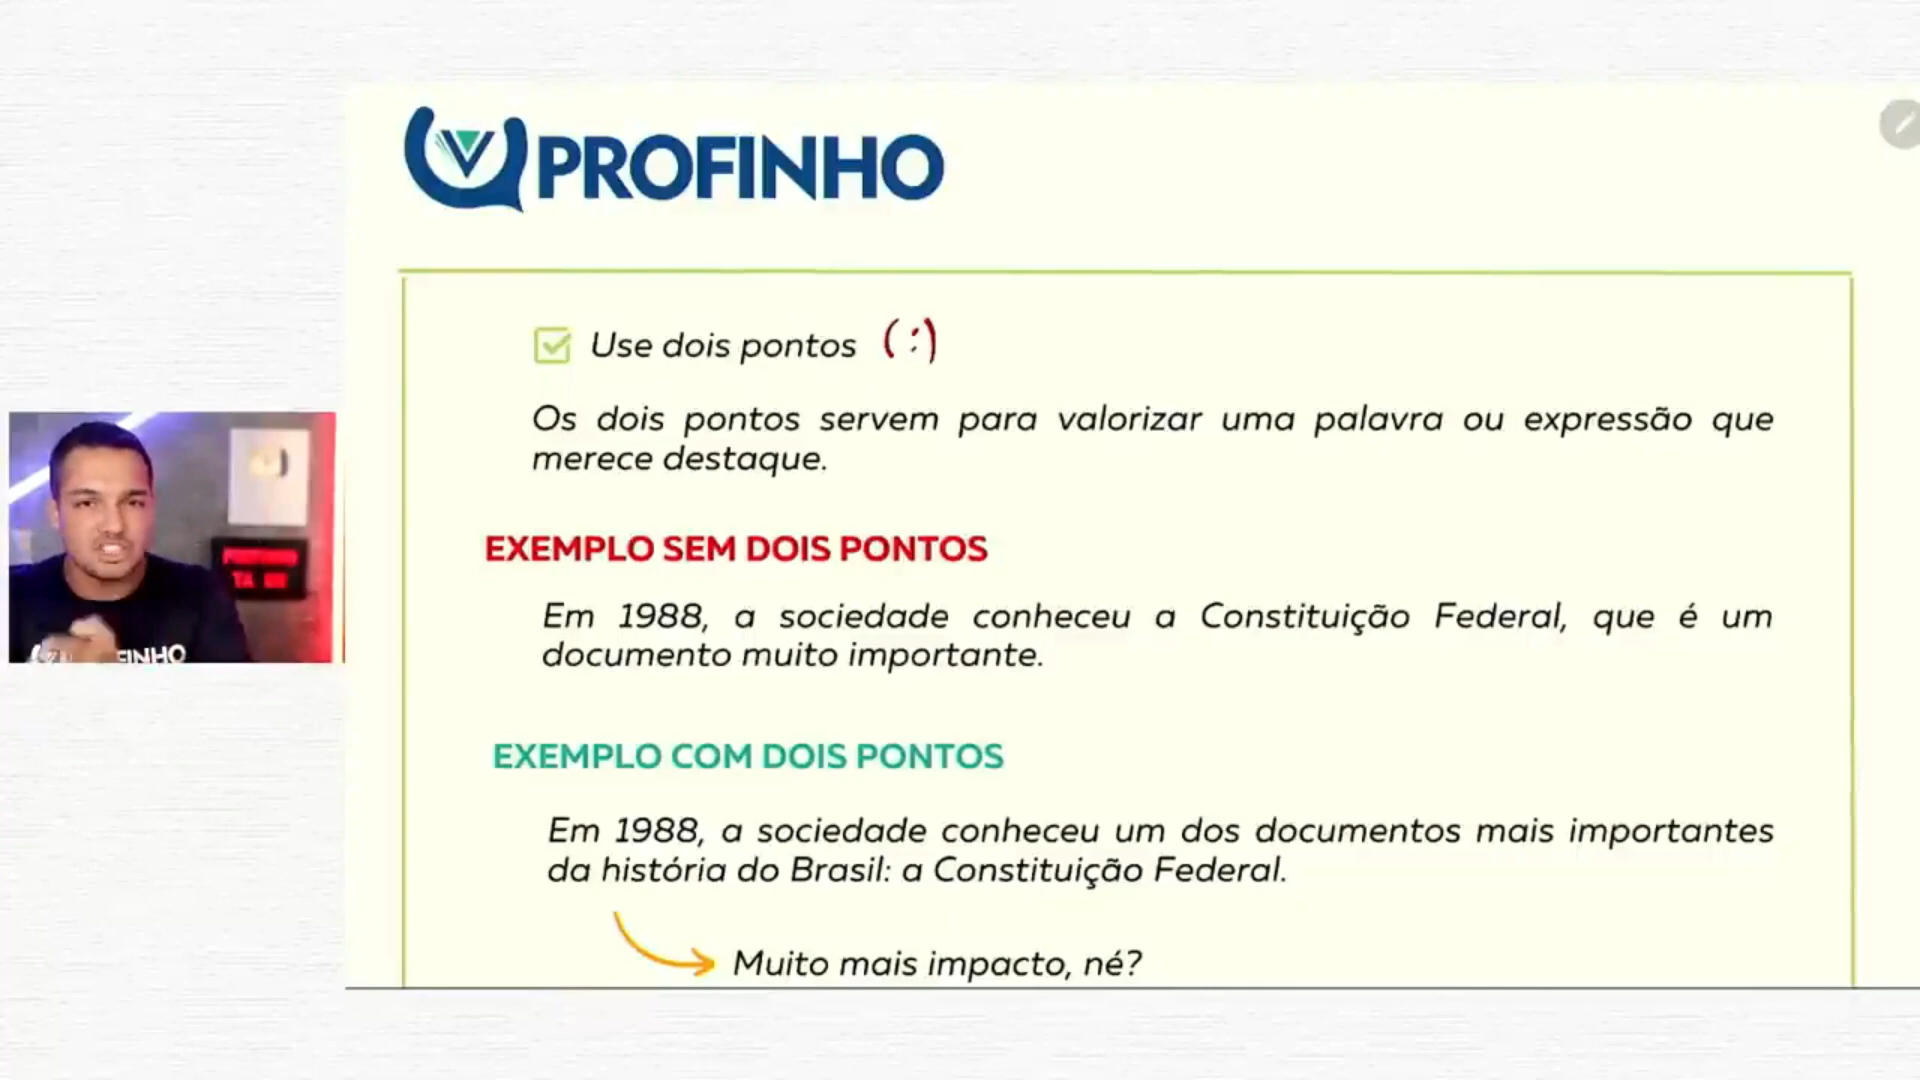 PROFINHO
Use dois pontos (:)
Os dois pontos servem para valorizar uma palavra ou expressão que
merece destaque.
EXEMPLO SEM DOIS PONTOS
Em 1988, a sociedade conheceu a Constituição Federal, que é um
documento muito importante.
EXEMPLO COM DOIS PONTOS
Em 1988, a sociedade conheceu um dos documentos mais importantes
da história do Brasil: a Constituição Federal.
Muito mais impacto, né?